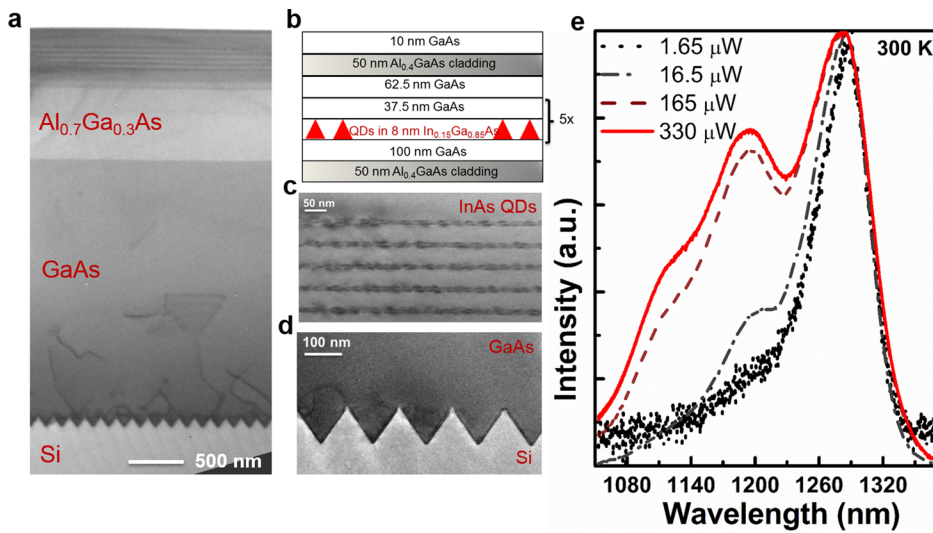 a
Al0.7Ga0.3As
GaAs
Si
500 nm
b
10 nm GaAs
50 nm Al0.4GaAs cladding
62.5 nm GaAs
37.5 nm GaAs
QDs in 8 nm In0.15Ga0.85As
5x
100 nm GaAs
50 nm Al0.4GaAs cladding
c
50 nm
InAs QDs
d
100 nm
GaAs
Si
e
1.65 μW
16.5 μW
165 μW
330 μW
300 K
Intensity (a.u.)
1080 1140 1200 1260 1320
Wavelength (nm)